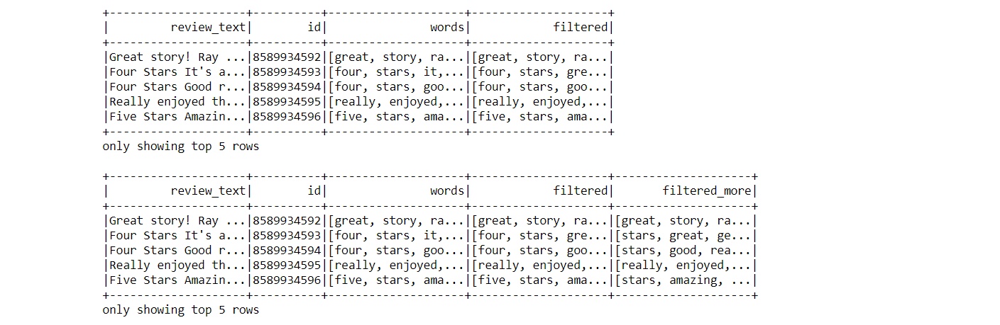 +--------------------+----------+--------------------+--------------------+
|         review_text|        id|               words|            filtered|
+--------------------+----------+--------------------+--------------------+
|Great story! Ray ...|8589934592|[great, story, ra...|[great, story, ra...|
|Four Stars It's a...|8589934593|[four, stars, it,...|[four, stars, gre...|
|Four Stars Good r...|8589934594|[four, stars, goo...|[four, stars, goo...|
|Really enjoyed th...|8589934595|[really, enjoyed,...|[really, enjoyed,...|
|Five Stars Amazin...|8589934596|[five, stars, ama...|[five, stars, ama...|
+--------------------+----------+--------------------+--------------------+
only showing top 5 rows

+--------------------+----------+--------------------+--------------------+--------------------+
|         review_text|        id|               words|            filtered|       filtered_more|
+--------------------+----------+--------------------+--------------------+--------------------+
|Great story! Ray ...|8589934592|[great, story, ra...|[great, story, ra...|[great, story, ra...|
|Four Stars It's a...|8589934593|[four, stars, it,...|[four, stars, gre...|[stars, great, ge...|
|Four Stars Good r...|8589934594|[four, stars, goo...|[four, stars, goo...|[stars, good, rea...|
|Really enjoyed th...|8589934595|[really, enjoyed,...|[really, enjoyed,...|[really, enjoyed,...|
|Five Stars Amazin...|8589934596|[five, stars, ama...|[five, stars, ama...|[stars, amazing, ...|
+--------------------+----------+--------------------+--------------------+--------------------+
only showing top 5 rows